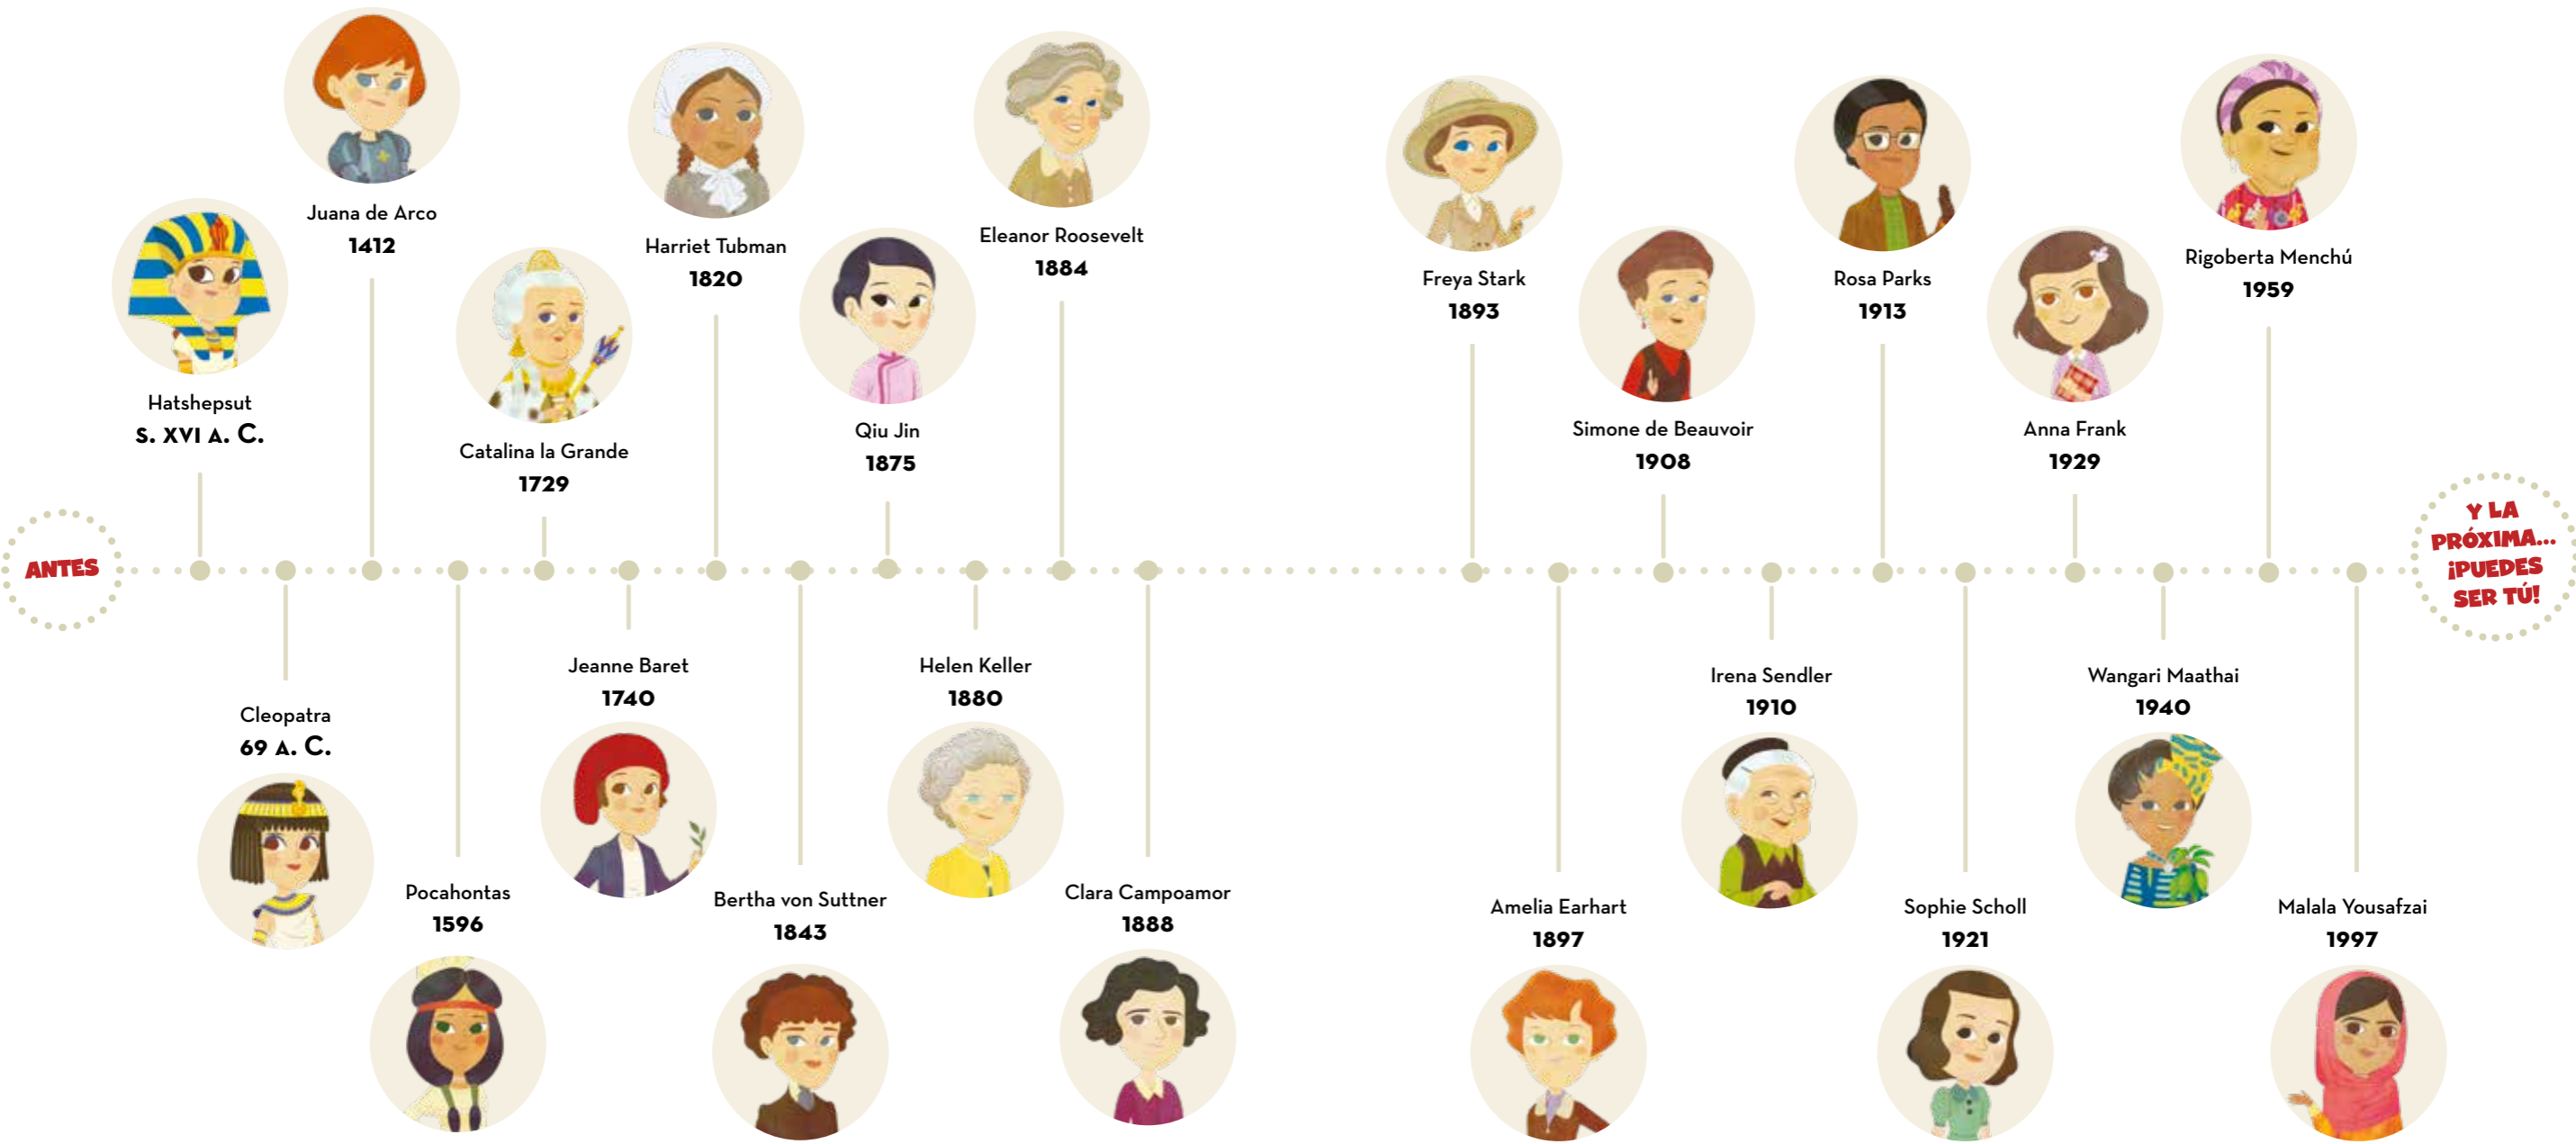 ANTES
Hatshepsut
S. XVI A. C.
Cleopatra
69 A. C.
Juana de Arco
1412
Pocahontas
1596
Catalina la Grande
1729
Jeanne Baret
1740
Harriet Tubman
1820
Bertha von Suttner
1843
Qiu Jin
1875
Helen Keller
1880
Eleanor Roosevelt
1884
Clara Campoamor
1888
Freya Stark
1893
Amelia Earhart
1897
Simone de Beauvoir
1908
Irena Sendler
1910
Rosa Parks
1913
Sophie Scholl
1921
Anna Frank
1929
Wangari Maathai
1940
Rigoberta Menchú
1959
Malala Yousafzai
1997
Y LA
PRÓXIMA...
¡PUEDES
SER TÚ!